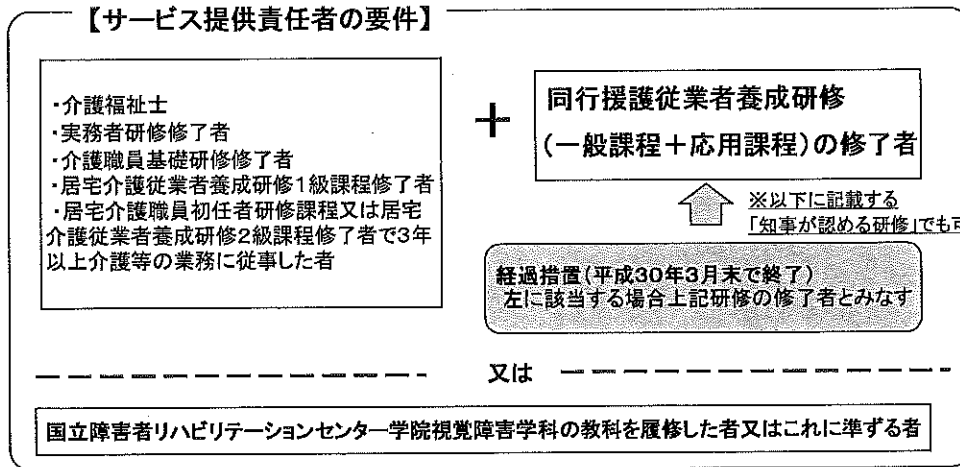 【サービス提供責任者の要件】
・介護福祉士
・実務者研修修了者
・介護職員基礎研修修了者
・居宅介護従業者養成研修1級課程修了者
・居宅介護職員初任者研修課程又は居宅
介護従業者養成研修2級課程修了者で3年
以上介護等の業務に従事した者
+
同行援護従業者養成研修
(一般課程+応用課程)の修了者
※以下に記載する
「知事が認める研修」でも可
経過措置(平成30年3月末で終了)
左に該当する場合上記研修の修了者とみなす
又は
国立障害者リハビリテーションセンター学院視覚障害学科の教科を履修した者又はこれに準ずる者